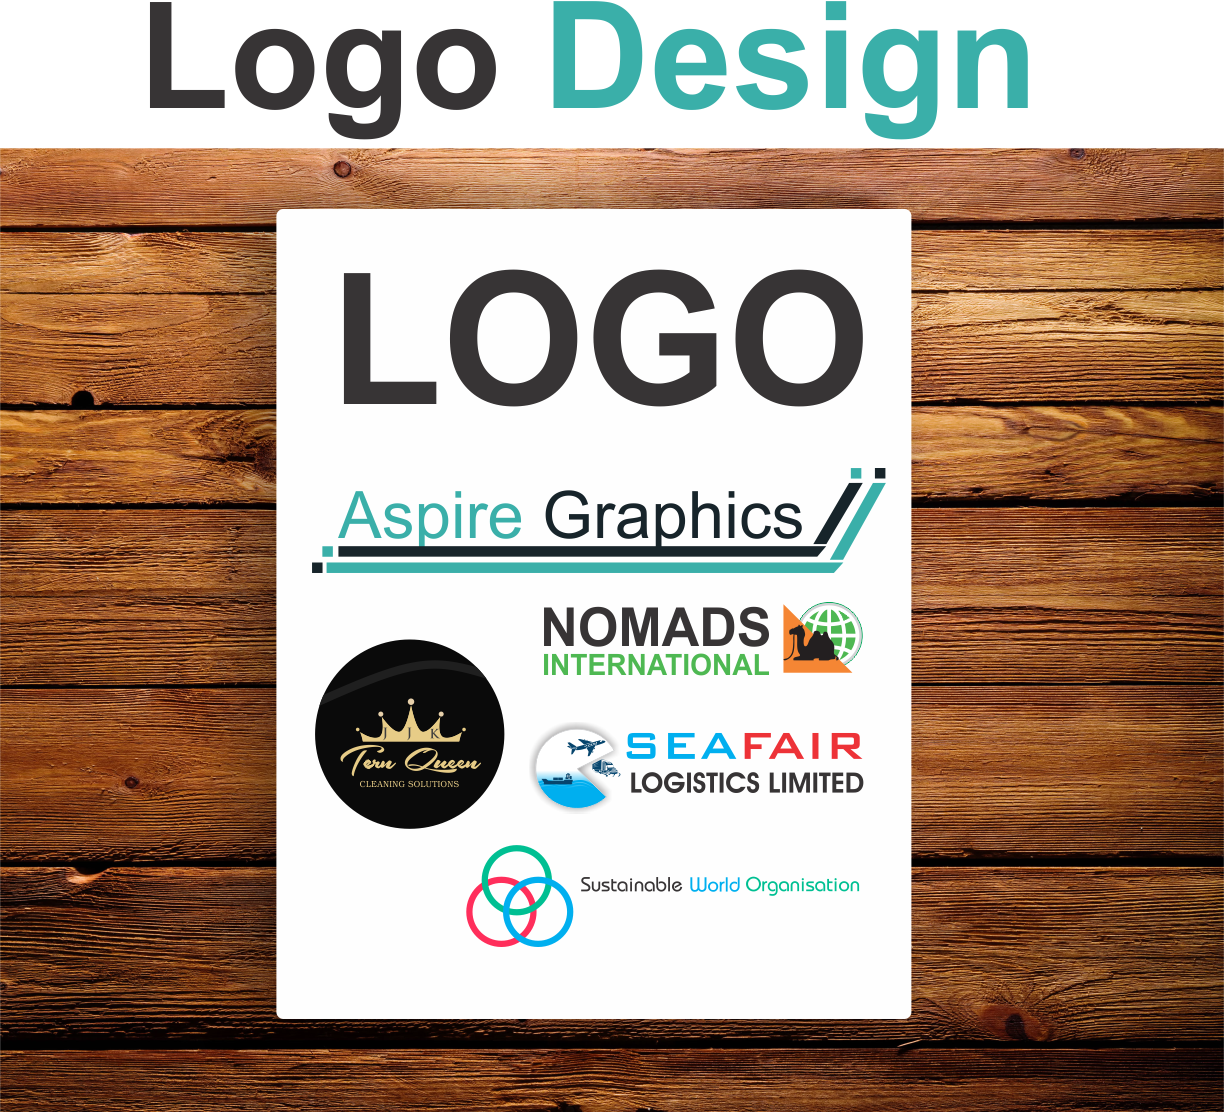 Logo Design
LOGO
Aspire Graphics
NOMADS
INTERNATIONAL
J J K
Tern Queen
CLEANING SOLUTIONS
SEAFAIR
LOGISTICS LIMITED
Sustainable World Organisation